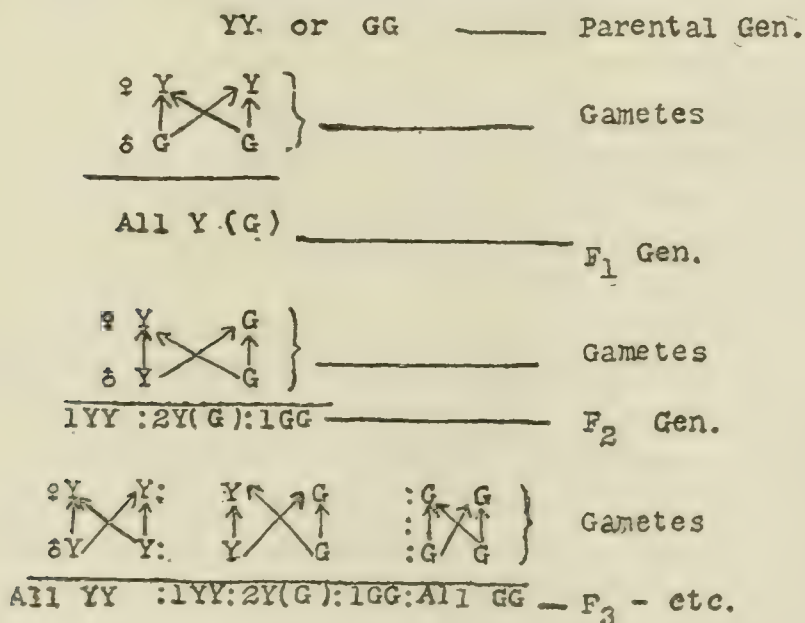 YY or GG Parental Gen.
♀ Y Y
Gametes
♂ G G
All Y (G)
F1 Gen.
♀ Y G
Gametes
♂ Y G
1YY :2Y(G):1GG F2 Gen.
♀Y Y: Y G :G G
: Gametes
♂Y Y: Y G :G G
All YY :1YY:2Y(G):1GG:All GG F3 - etc.